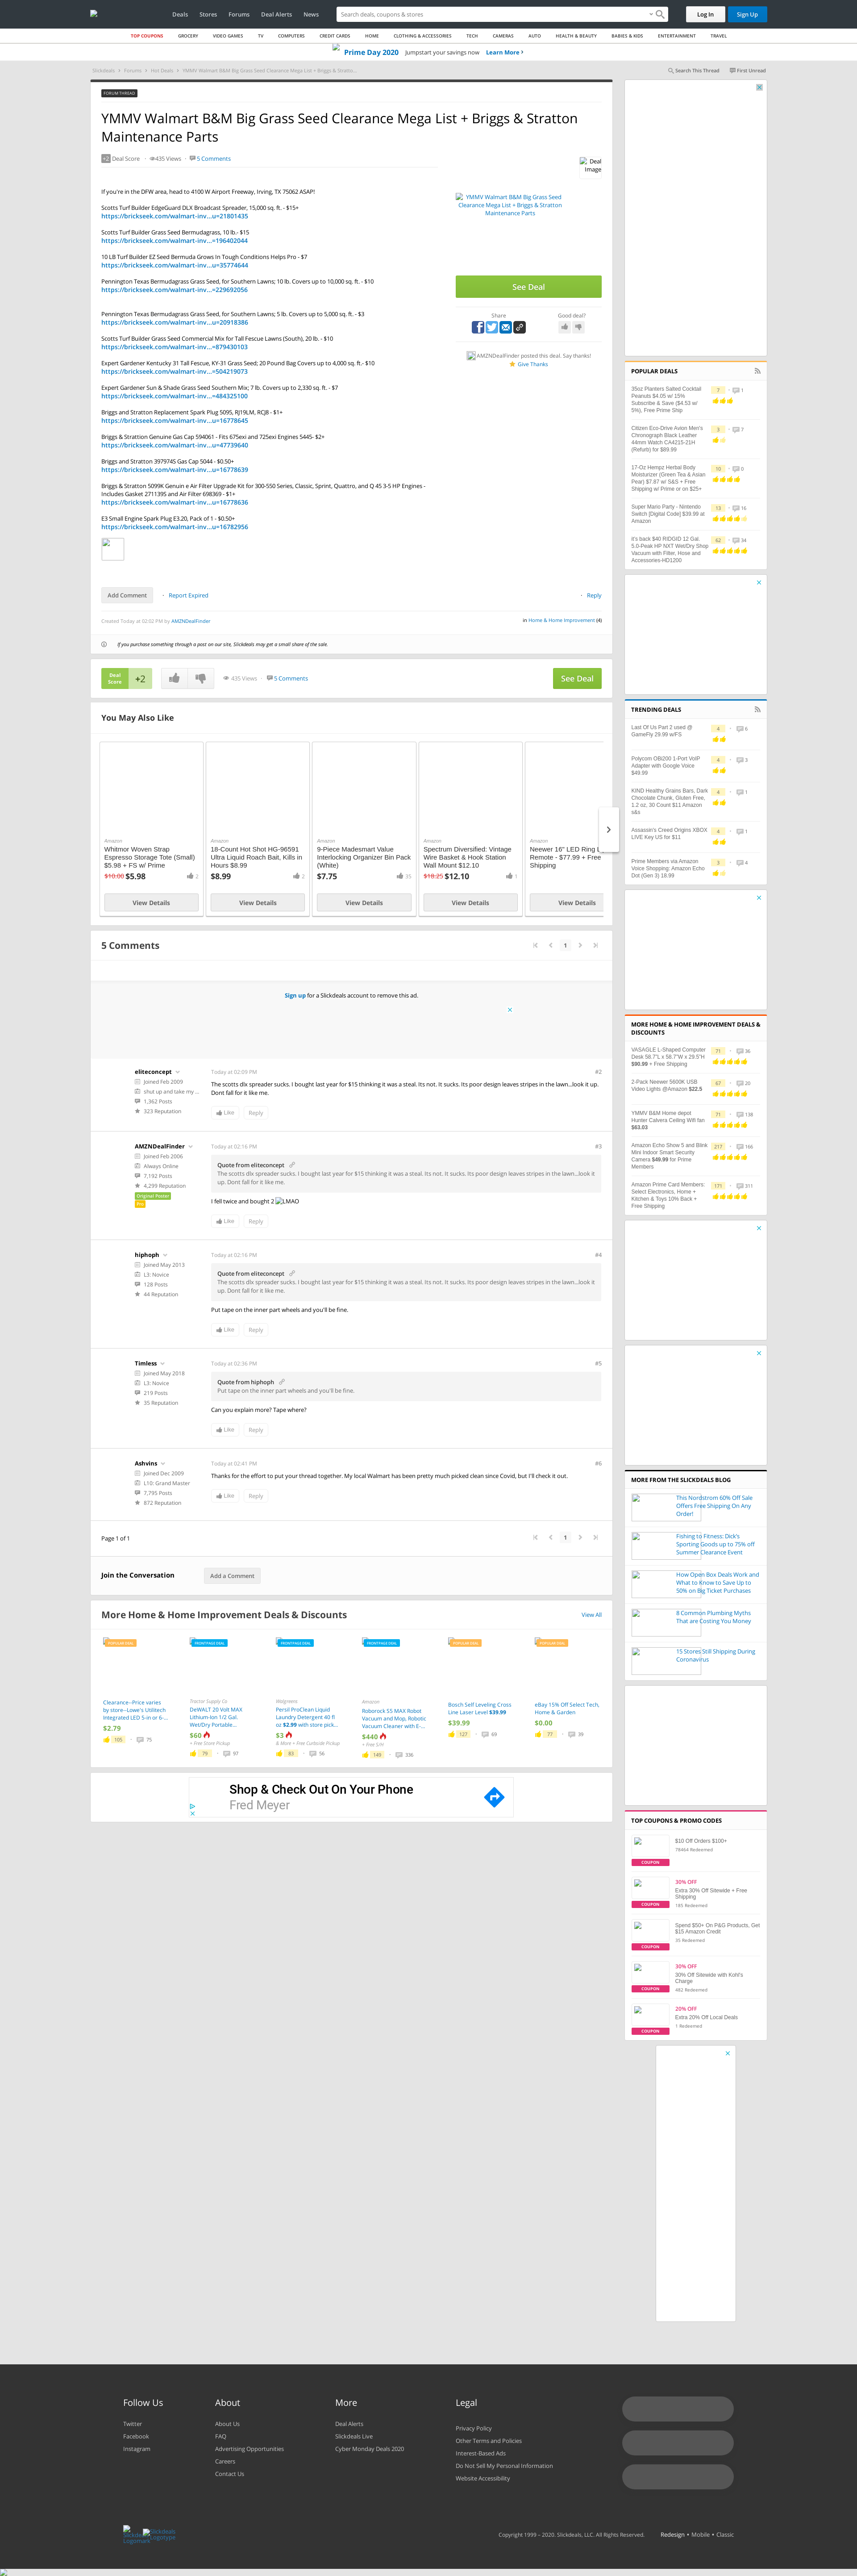 Deals Stores Forums Deal Alerts News
Search deals, coupons & stores
Log In Sign Up
TOP COUPONS GROCERY VIDEO GAMES TV COMPUTERS CREDIT CARDS HOME CLOTHING & ACCESSORIES TECH CAMERAS AUTO HEALTH & BEAUTY BABIES & KIDS ENTERTAINMENT TRAVEL
Prime Day 2020 Jumpstart your savings now Learn More ›
Slickdeals › Forums › Hot Deals › YMMV Walmart B&M Big Grass Seed Clearance Mega List + Briggs & Stratto...
Search This Thread First Unread
FORUM THREAD
YMMV Walmart B&M Big Grass Seed Clearance Mega List + Briggs & Stratton
Maintenance Parts
+2 Deal Score · 435 Views · 5 Comments
Deal
Image
If you're in the DFW area, head to 4100 W Airport Freeway, Irving, TX 75062 ASAP!
Scotts Turf Builder EdgeGuard DLX Broadcast Spreader, 15,000 sq. ft. - $15+
https://brickseek.com/walmart-inv...u=21801435
Scotts Turf Builder Grass Seed Bermudagrass, 10 lb.- $15
https://brickseek.com/walmart-inv...=196402044
10 LB Turf Builder EZ Seed Bermuda Grows In Tough Conditions Helps Pro - $7
https://brickseek.com/walmart-inv...u=35774644
Pennington Texas Bermudagrass Grass Seed, for Southern Lawns; 10 lb. Covers up to 10,000 sq. ft. - $10
https://brickseek.com/walmart-inv...=229692056
Pennington Texas Bermudagrass Grass Seed, for Southern Lawns; 5 lb. Covers up to 5,000 sq. ft. - $3
https://brickseek.com/walmart-inv...u=20918386
Scotts Turf Builder Grass Seed Commercial Mix for Tall Fescue Lawns (South), 20 lb. - $10
https://brickseek.com/walmart-inv...=879430103
Expert Gardener Kentucky 31 Tall Fescue, KY-31 Grass Seed; 20 Pound Bag Covers up to 4,000 sq. ft.- $10
https://brickseek.com/walmart-inv...=504219073
Expert Gardener Sun & Shade Grass Seed Southern Mix; 7 lb. Covers up to 2,330 sq. ft. - $7
https://brickseek.com/walmart-inv...=484325100
Briggs and Stratton Replacement Spark Plug 5095, RJ19LM, RCJ8 - $1+
https://brickseek.com/walmart-inv...u=16778645
Briggs & Strattion Genuine Gas Cap 594061 - Fits 675exi and 725exi Engines 5445- $2+
https://brickseek.com/walmart-inv...u=47739640
Briggs and Stratton 397974S Gas Cap 5044 - $0.50+
https://brickseek.com/walmart-inv...u=16778639
Briggs & Stratton 5099K Genuin e Air Filter Upgrade Kit for 300-550 Series, Classic, Sprint, Quattro, and Q 45 3-5 HP Engines -
Includes Gasket 271139S and Air Filter 698369 - $1+
https://brickseek.com/walmart-inv...u=16778636
E3 Small Engine Spark Plug E3.20, Pack of 1 - $0.50+
https://brickseek.com/walmart-inv...u=16782956
YMMV Walmart B&M Big Grass Seed
Clearance Mega List + Briggs & Stratton
Maintenance Parts
See Deal
Share Good deal?
AMZNDealFinder posted this deal. Say thanks!
Give Thanks
Add Comment · Report Expired · Reply
Created Today at 02:02 PM by AMZNDealFinder
in Home & Home Improvement (4)
If you purchase something through a post on our site, Slickdeals may get a small share of the sale.
Deal
Score +2 435 Views · 5 Comments See Deal
You May Also Like
Amazon
Whitmor Woven Strap
Espresso Storage Tote (Small)
$5.98 + FS w/ Prime
$10.00 $5.98 2
View Details
Amazon
18-Count Hot Shot HG-96591
Ultra Liquid Roach Bait, Kills in
Hours $8.99
$8.99 2
View Details
Amazon
9-Piece Madesmart Value
Interlocking Organizer Bin Pack
(White)
$7.75 35
View Details
Amazon
Spectrum Diversified: Vintage
Wire Basket & Hook Station
Wall Mount $12.10
$18.25 $12.10 1
View Details
Amazon
Neewer 16" LED Ring L
Remote - $77.99 + Free
Shipping
View Details
5 Comments 1
Sign up for a Slickdeals account to remove this ad.
eliteconcept
Joined Feb 2009
shut up and take my ...
1,362 Posts
323 Reputation
Today at 02:09 PM #2
The scotts dlx spreader sucks. I bought last year for $15 thinking it was a steal. Its not. It sucks. Its poor design leaves stripes in the lawn...look it up.
Dont fall for it like me.
Like Reply
AMZNDealFinder
Joined Feb 2006
Always Online
7,192 Posts
4,299 Reputation
Original Poster
Pro
Today at 02:16 PM #3
Quote from eliteconcept
The scotts dlx spreader sucks. I bought last year for $15 thinking it was a steal. Its not. It sucks. Its poor design leaves stripes in the lawn...look it
up. Dont fall for it like me.
I fell twice and bought 2 LMAO
Like Reply
hiphoph
Joined May 2013
L3: Novice
128 Posts
44 Reputation
Today at 02:16 PM #4
Quote from eliteconcept
The scotts dlx spreader sucks. I bought last year for $15 thinking it was a steal. Its not. It sucks. Its poor design leaves stripes in the lawn...look it
up. Dont fall for it like me.
Put tape on the inner part wheels and you'll be fine.
Like Reply
Timless
Joined May 2018
L3: Novice
219 Posts
35 Reputation
Today at 02:36 PM #5
Quote from hiphoph
Put tape on the inner part wheels and you'll be fine.
Can you explain more? Tape where?
Like Reply
Ashvins
Joined Dec 2009
L10: Grand Master
7,795 Posts
872 Reputation
Today at 02:41 PM #6
Thanks for the effort to put your thread together. My local Walmart has been pretty much picked clean since Covid, but I'll check it out.
Like Reply
Page 1 of 1 1
Join the Conversation Add a Comment
More Home & Home Improvement Deals & Discounts View All
POPULAR DEAL
Clearance--Price varies
by store--Lowe's Utilitech
Integrated LED 5-in or 6-...
$2.79
105 · 75
FRONTPAGE DEAL
Tractor Supply Co
DeWALT 20 Volt MAX
Lithium-Ion 1/2 Gal.
Wet/Dry Portable...
$60
+ Free Store Pickup
79 · 97
FRONTPAGE DEAL
Walgreens
Persil ProClean Liquid
Laundry Detergent 40 fl
oz $2.99 with store pick...
$3
& More + Free Curbside Pickup
83 · 56
FRONTPAGE DEAL
Amazon
Roborock S5 MAX Robot
Vacuum and Mop, Robotic
Vacuum Cleaner with E-...
$440
+ Free S/H
149 · 336
POPULAR DEAL
Bosch Self Leveling Cross
Line Laser Level $39.99
$39.99
127 · 69
POPULAR DEAL
eBay 15% Off Select Tech,
Home & Garden
$0.00
77 · 39
Shop & Check Out On Your Phone
Fred Meyer
POPULAR DEALS
35oz Planters Salted Cocktail
Peanuts $4.05 w/ 15%
Subscribe & Save ($4.53 w/
5%), Free Prime Ship
7 · 1
Citizen Eco-Drive Avion Men's
Chronograph Black Leather
44mm Watch CA4215-21H
(Refurb) for $89.99
3 · 7
17-Oz Hempz Herbal Body
Moisturizer (Green Tea & Asian
Pear) $7.87 w/ S&S + Free
Shipping w/ Prime or on $25+
10 · 0
Super Mario Party - Nintendo
Switch [Digital Code] $39.99 at
Amazon
13 · 16
It's back $40 RIDGID 12 Gal.
5.0-Peak HP NXT Wet/Dry Shop
Vacuum with Filter, Hose and
Accessories-HD1200
62 · 34
TRENDING DEALS
Last Of Us Part 2 used @
GameFly 29.99 w/FS
4 · 6
Polycom OBi200 1-Port VoIP
Adapter with Google Voice
$49.99
4 · 3
KIND Healthy Grains Bars, Dark
Chocolate Chunk, Gluten Free,
1.2 oz, 30 Count $11 Amazon
s&s
4 · 1
Assassin's Creed Origins XBOX
LIVE Key US for $11
4 · 1
Prime Members via Amazon
Voice Shopping: Amazon Echo
Dot (Gen 3) 18.99
3 · 4
MORE HOME & HOME IMPROVEMENT DEALS &
DISCOUNTS
VASAGLE L-Shaped Computer
Desk 58.7"L x 58.7"W x 29.5"H
$90.99 + Free Shipping
71 · 36
2-Pack Neewer 5600K USB
Video Lights @Amazon $22.5
67 · 20
YMMV B&M Home depot
Hunter Calvera Ceiling Wifi fan
$63.03
71 · 138
Amazon Echo Show 5 and Blink
Mini Indoor Smart Security
Camera $49.99 for Prime
Members
217 · 166
Amazon Prime Card Members:
Select Electronics, Home +
Kitchen & Toys 10% Back +
Free Shipping
171 · 311
MORE FROM THE SLICKDEALS BLOG
This Nordstrom 60% Off Sale
Offers Free Shipping On Any
Order!
Fishing to Fitness: Dick's
Sporting Goods up to 75% off
Summer Clearance Event
How Open Box Deals Work and
What to Know to Save Up to
50% on Big Ticket Purchases
8 Common Plumbing Myths
That are Costing You Money
15 Stores Still Shipping During
Coronavirus
TOP COUPONS & PROMO CODES
$10 Off Orders $100+
78464 Redeemed
COUPON
30% OFF
Extra 30% Off Sitewide + Free
Shipping
185 Redeemed
COUPON
Spend $50+ On P&G Products, Get
$15 Amazon Credit
35 Redeemed
COUPON
30% OFF
30% Off Sitewide with Kohl's
Charge
482 Redeemed
COUPON
20% OFF
Extra 20% Off Local Deals
1 Redeemed
COUPON
Follow Us
Twitter
Facebook
Instagram
About
About Us
FAQ
Advertising Opportunities
Careers
Contact Us
More
Deal Alerts
Slickdeals Live
Cyber Monday Deals 2020
Legal
Privacy Policy
Other Terms and Policies
Interest-Based Ads
Do Not Sell My Personal Information
Website Accessibility
Slickdeals Logomark Slickdeals Logotype
Copyright 1999 - 2020. Slickdeals, LLC. All Rights Reserved. Redesign • Mobile • Classic